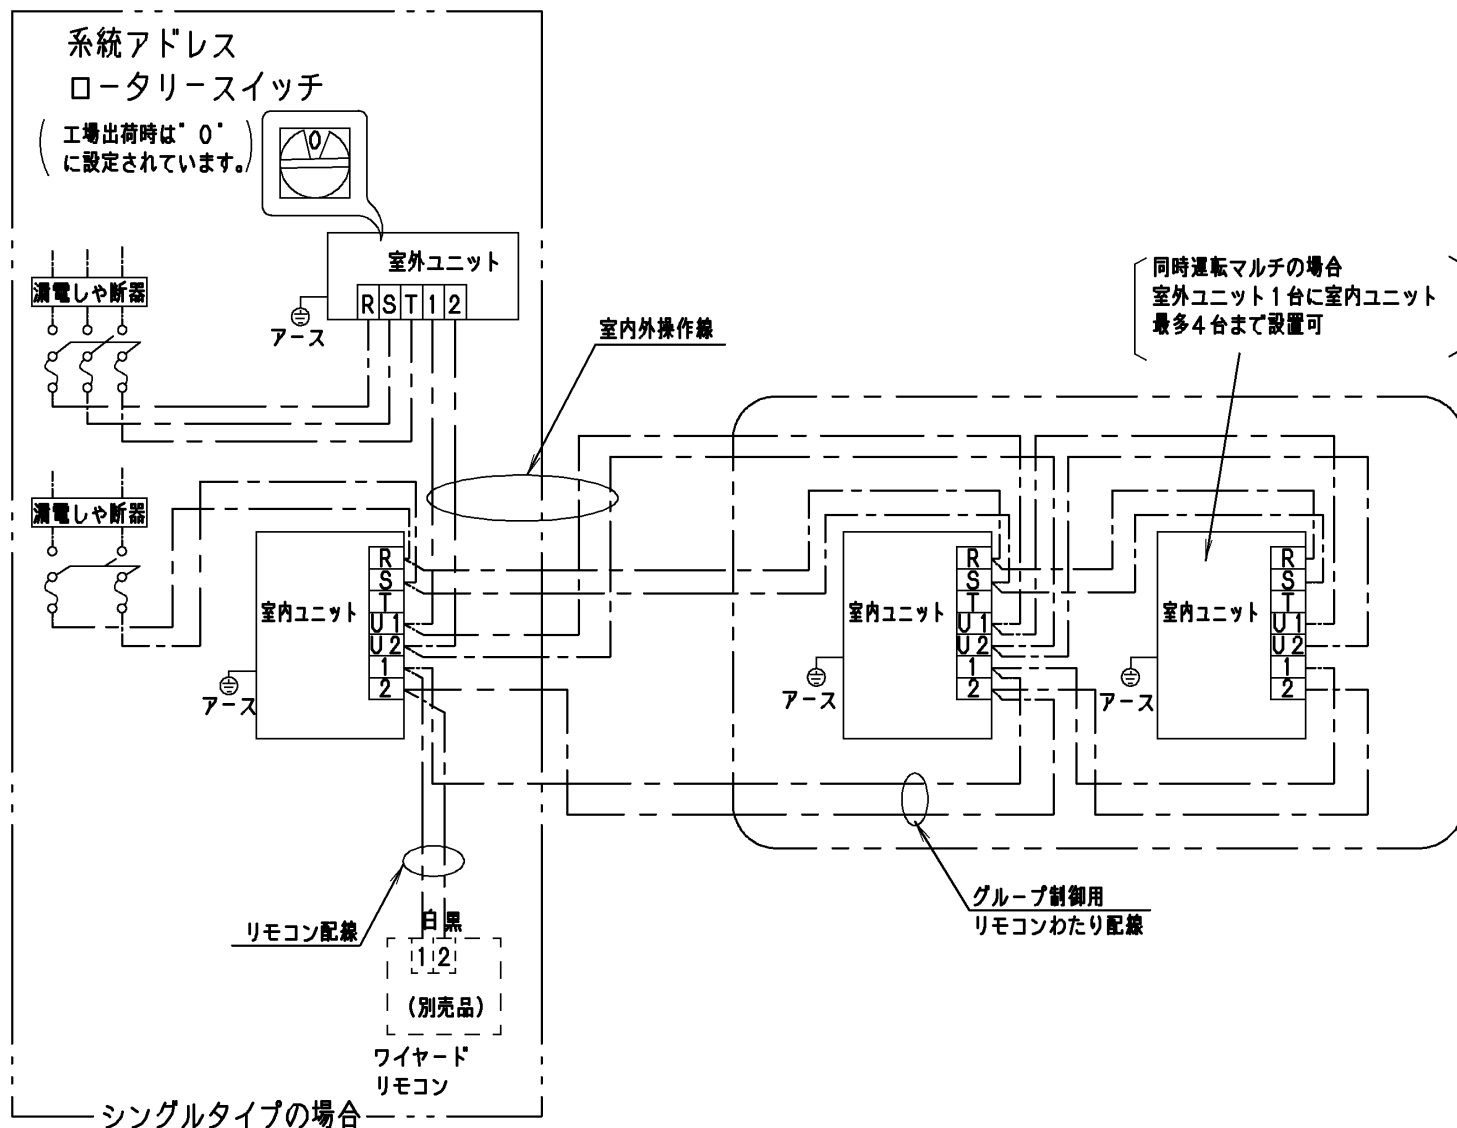 系統アドレス
ロータリースイッチ
(工場出荷時は"0"
に設定されています。)
0
室外ユニット
R S T 1 2
アース
漏電しゃ断器
室内外操作線
同時運転マルチの場合
室外ユニット1台に室内ユニット
最多4台まで設置可
漏電しゃ断器
室内ユニット
R
S
T
U1
U2
1
2
アース
室内ユニット
R
S
T
U1
U2
1
2
アース
室内ユニット
R
S
T
U1
U2
1
2
アース
グループ制御用
リモコンわたり配線
リモコン配線
白 黒
1 2
(別売品)
ワイヤード
リモコン
シングルタイプの場合